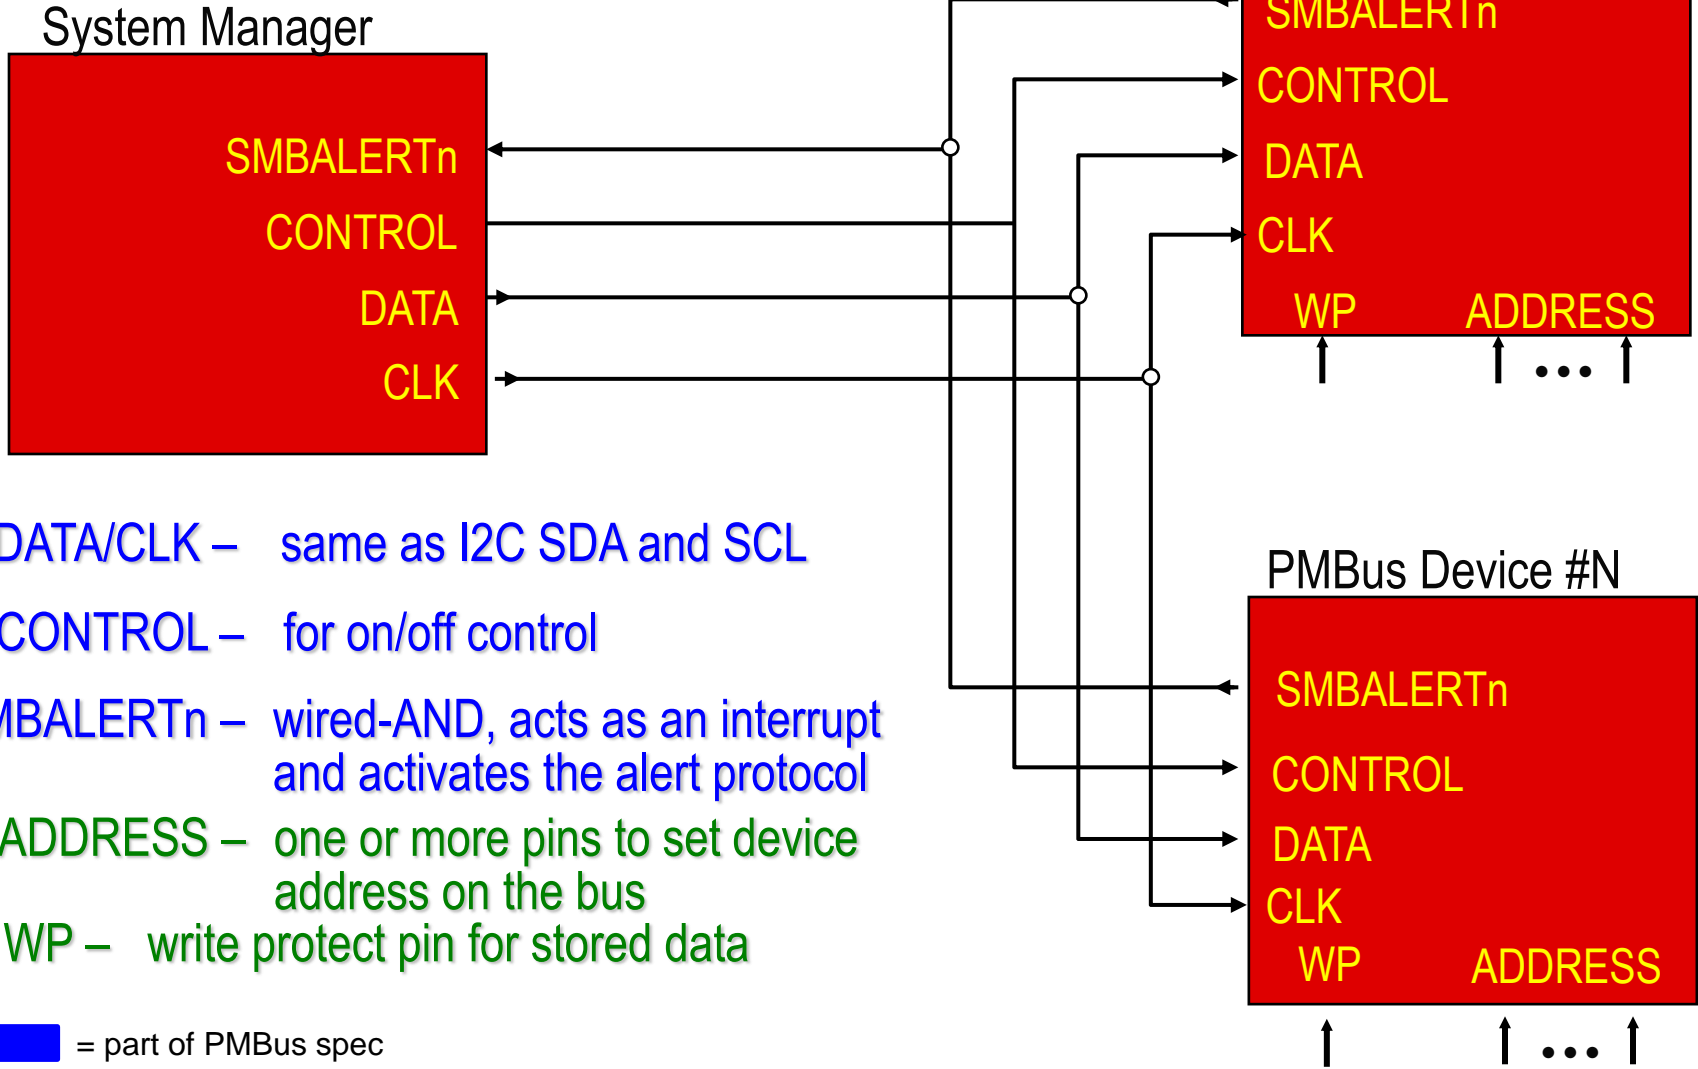 System Manager
SMBALERTn
CONTROL
DATA
CLK
SMBALERTn
CONTROL
DATA
CLK
WP ADDRESS
DATA/CLK – same as I2C SDA and SCL
CONTROL – for on/off control
MBALERTn – wired-AND, acts as an interrupt
and activates the alert protocol
ADDRESS – one or more pins to set device
address on the bus
WP – write protect pin for stored data
= part of PMBus spec
PMBus Device #N
SMBALERTn
CONTROL
DATA
CLK
WP ADDRESS